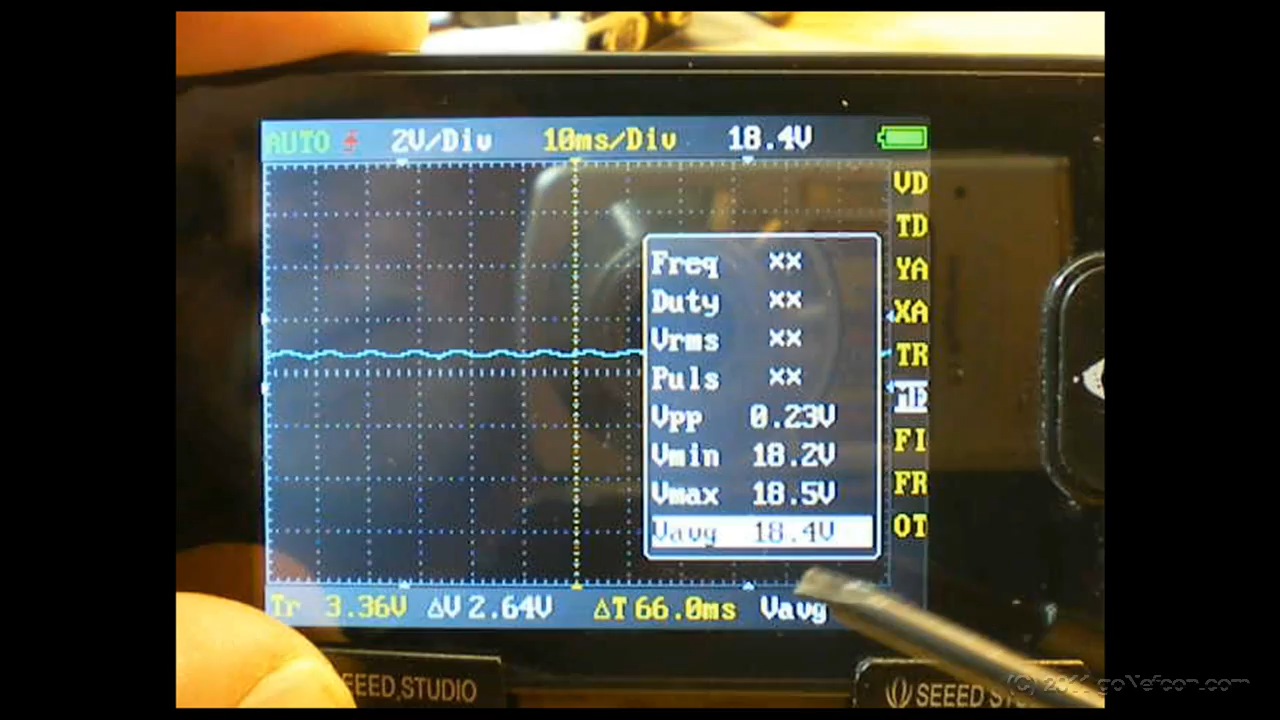 AUTO 2V/Div 10ms/Div 18.4V
VD
TD
YA
XA
TR
MD
FI
FR
OT
Freq ××
Duty ××
Vrms ××
Puls ××
Vpp 0.23V
Vmin 18.2V
Vmax 18.5V
Vavg 18.4V
Tr 3.36V ΔV 2.64V ΔT 66.0ms Vavg
SEEED STUDIO
SEEED